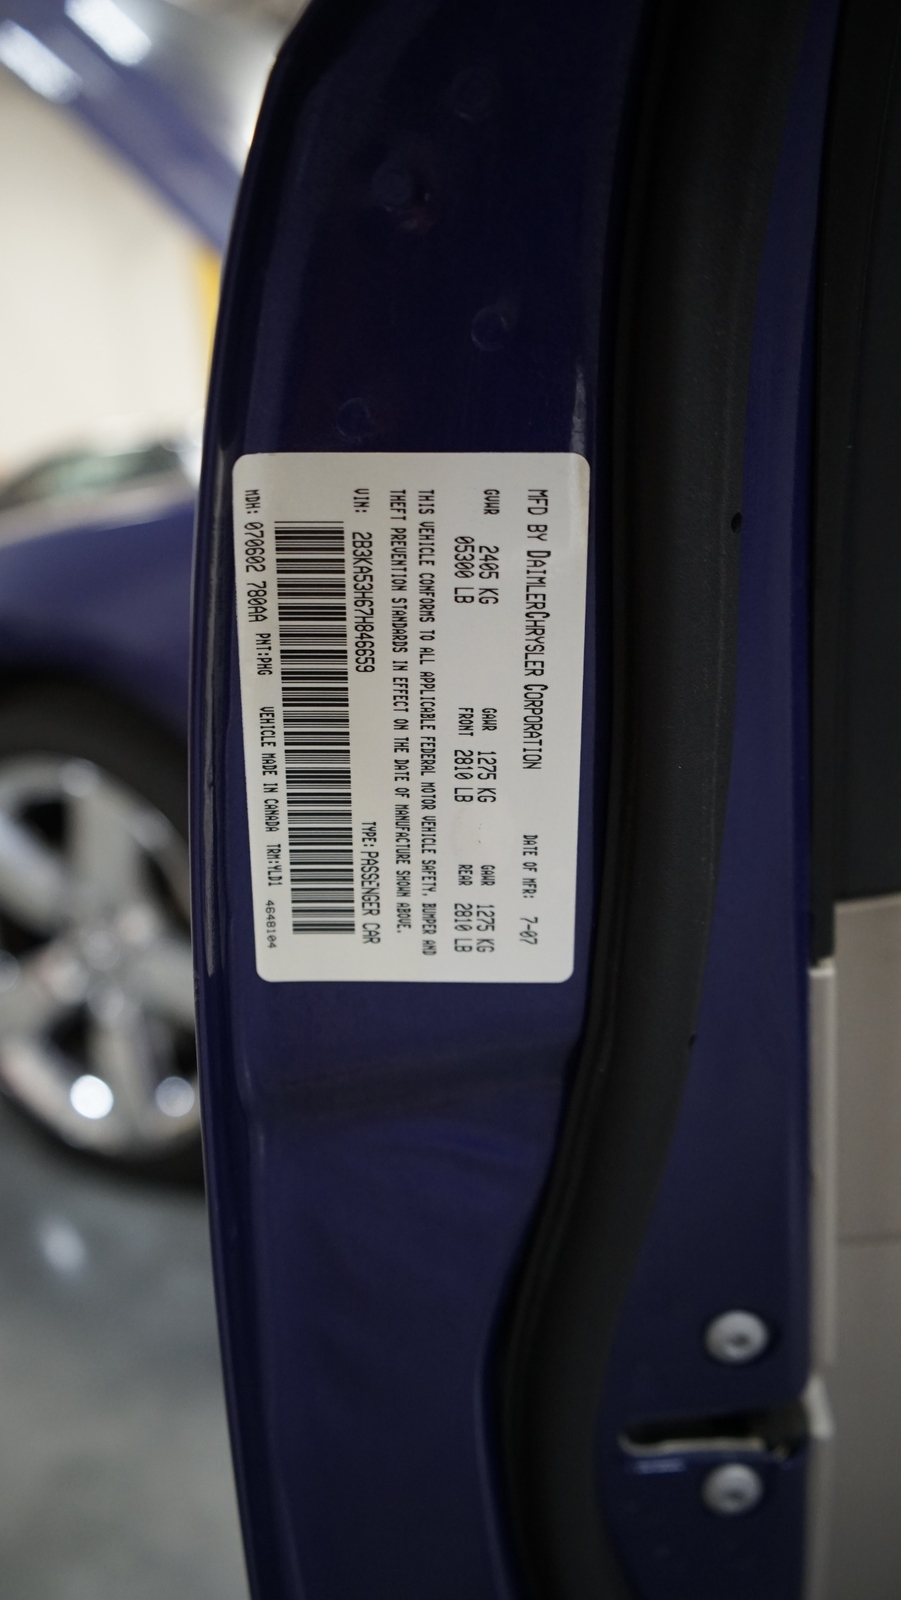 MFD BY DAIMLERCHRYSLER CORPORATION DATE OF MFR: 7-07
GVWR 2405 KG GAWR 1275 KG GAWR 1275 KG
05300 LB FRONT 2810 LB REAR 2810 LB
THIS VEHICLE CONFORMS TO ALL APPLICABLE FEDERAL MOTOR VEHICLE SAFETY, BUMPER AND
THEFT PREVENTION STANDARDS IN EFFECT ON THE DATE OF MANUFACTURE SHOWN ABOVE.
VIN: 2B3KA53H67H846659 TYPE: PASSENGER CAR
MDH: 070602 780AA PNT:PHG VEHICLE MADE IN CANADA TRM:YLD1 4648104